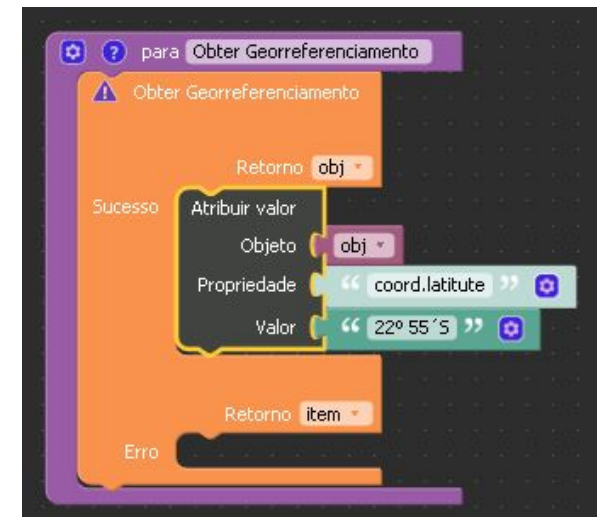 para Obter Georreferenciamento
Obter Georreferenciamento
Retorno obj
Sucesso Atribuir valor
Objeto obj
Propriedade “ coord.latitute ”
Valor “ 22º 55´S ”
Retorno item
Erro